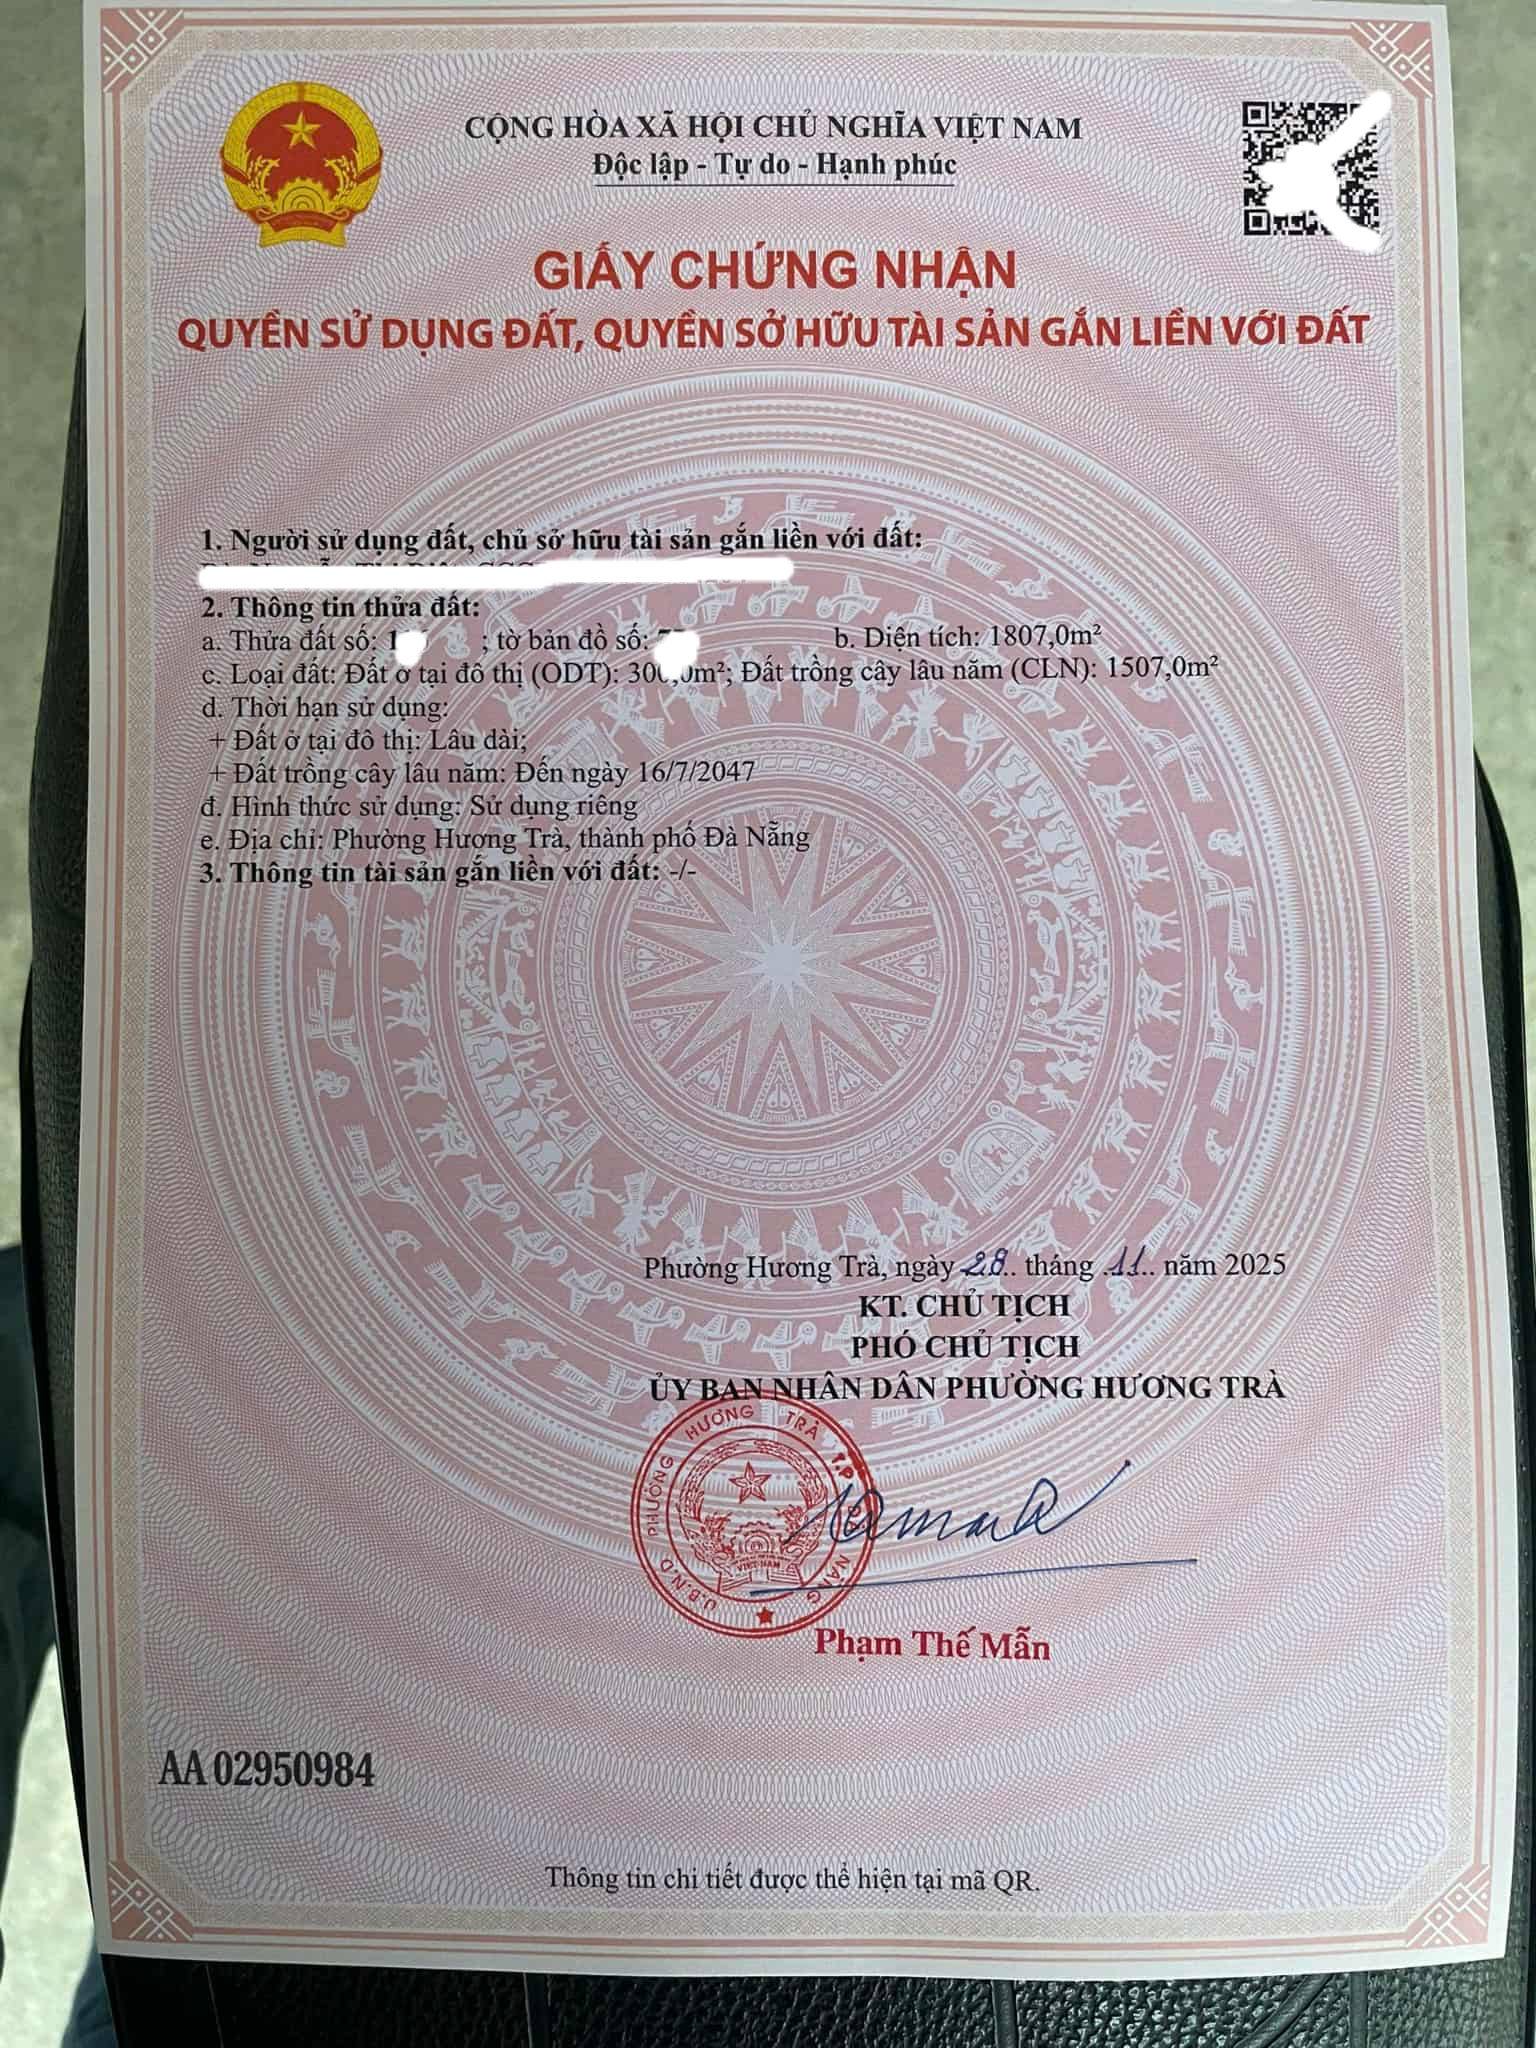 CỘNG HÒA XÃ HỘI CHỦ NGHĨA VIỆT NAM
Độc lập - Tự do - Hạnh phúc
GIẤY CHỨNG NHẬN
QUYỀN SỬ DỤNG ĐẤT, QUYỀN SỞ HỮU TÀI SẢN GẮN LIỀN VỚI ĐẤT
1. Người sử dụng đất, chủ sở hữu tài sản gắn liền với đất:
2. Thông tin thửa đất:
a. Thửa đất số: ; tờ bản đồ số: b. Diện tích: 1807,0m²
c. Loại đất: Đất ở tại đô thị (ODT): 300,0m²; Đất trồng cây lâu năm (CLN): 1507,0m²
d. Thời hạn sử dụng:
+ Đất ở tại đô thị: Lâu dài;
+ Đất trồng cây lâu năm: Đến ngày 16/7/2047
đ. Hình thức sử dụng: Sử dụng riêng
e. Địa chỉ: Phường Hương Trà, thành phố Đà Nẵng
3. Thông tin tài sản gắn liền với đất: -/-
Phường Hương Trà, ngày 28.. tháng .11.. năm 2025
KT. CHỦ TỊCH
PHÓ CHỦ TỊCH
ỦY BAN NHÂN DÂN PHƯỜNG HƯƠNG TRÀ
U.B.N.D PHƯỜNG HƯƠNG TRÀ T.P ĐÀ NẴNG
VIỆT NAM
Phạm Thế Mẫn
AA 02950984
Thông tin chi tiết được thể hiện tại mã QR.